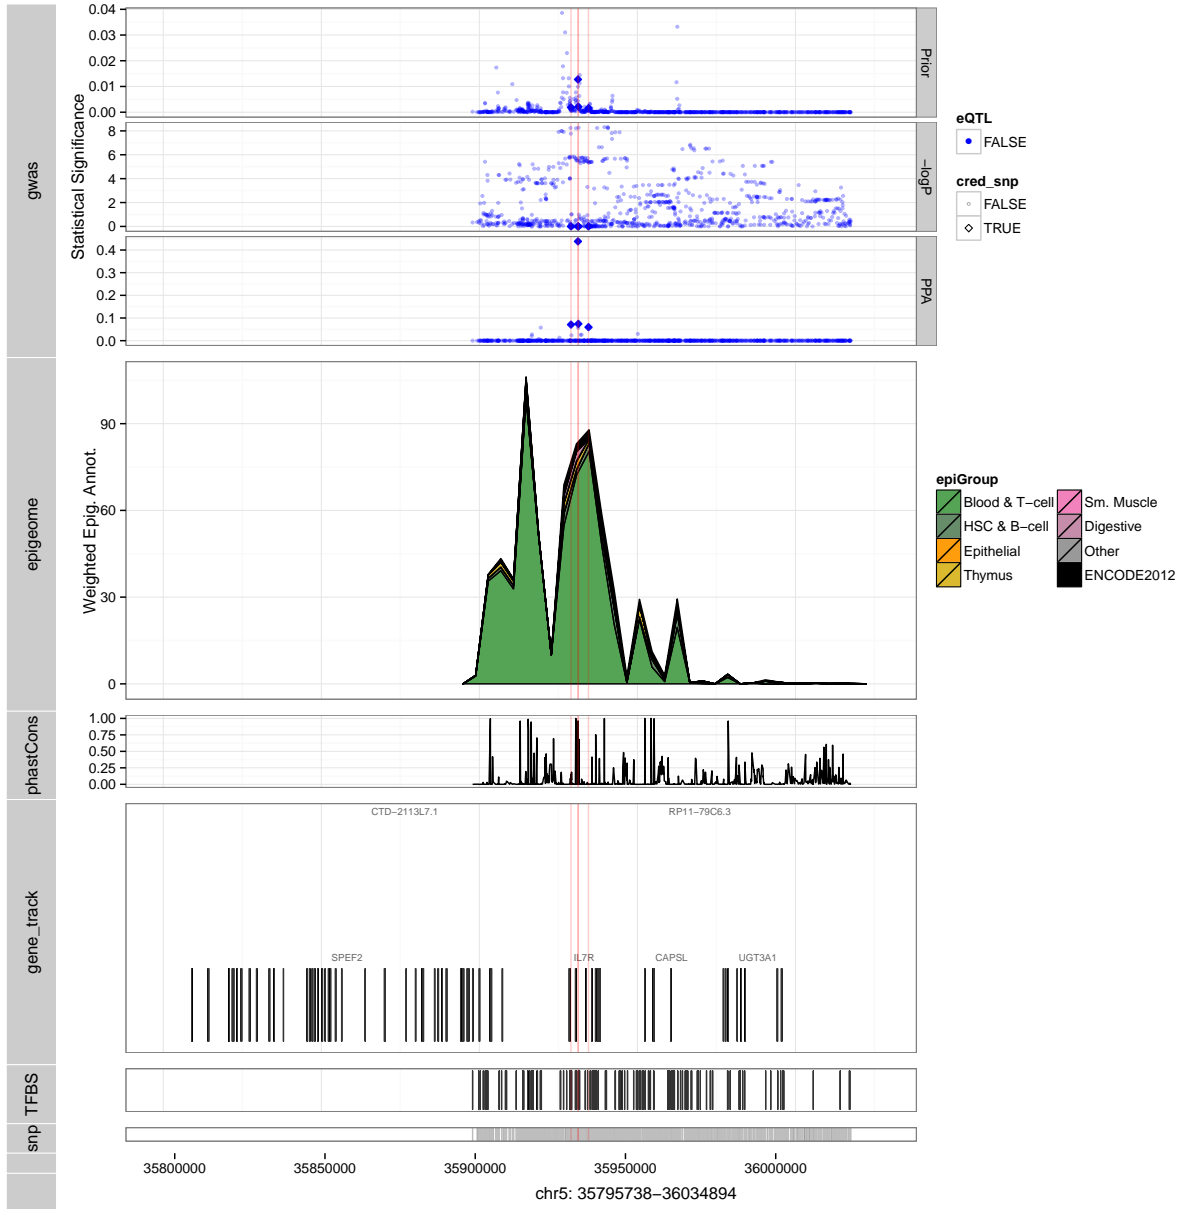 gwas
Statistical Significance
0.04
0.03
0.02
0.01
0.00
Prior
8
6
4
2
0
−logP
0.4
0.3
0.2
0.1
0.0
PPA
eQTL
FALSE
cred_snp
FALSE
TRUE
epigeome
Weighted Epig. Annot.
90
60
30
0
epiGroup
Blood & T−cell
HSC & B−cell
Epithelial
Thymus
Sm. Muscle
Digestive
Other
ENCODE2012
phastCons
1.00
0.75
0.50
0.25
0.00
gene_track
CTD−2113L7.1
RP11−79C6.3
SPEF2
IL7R
CAPSL
UGT3A1
TFBS
snp
35800000
35850000
35900000
35950000
36000000
chr5: 35795738−36034894